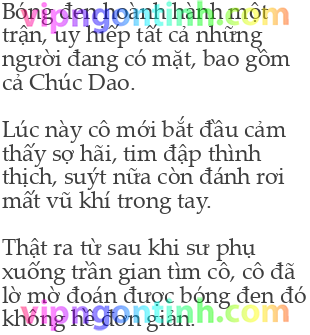 Bóng đen hoành hành một
trận, uy hiếp tất cả những
người đang có mặt, bao gồm
cả Chúc Dao.
Lúc này cô mới bắt đầu cảm
thấy sợ hãi, tim đập thình
thịch, suýt nữa còn đánh rơi
mất vũ khí trong tay.
Thật ra từ sau khi sư phụ
xuống trần gian tìm cô, cô đã
lờ mờ đoán được bóng đen đó
không hề đơn giản.
vipngontinh.com
vipngontinh.com